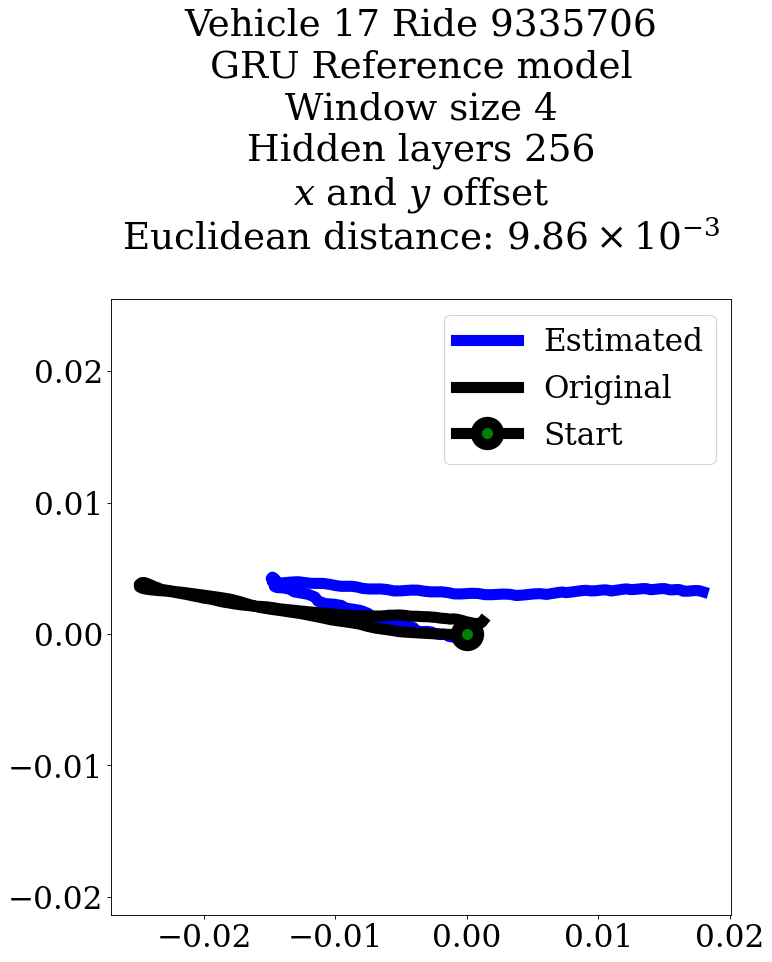 Vehicle 17 Ride 9335706
GRU Reference model
Window size 4
Hidden layers 256
x and y offset
Euclidean distance: 9.86 × 10⁻³
Estimated
Original
Start
0.02
0.01
0.00
−0.01
−0.02
−0.02 −0.01 0.00 0.01 0.02